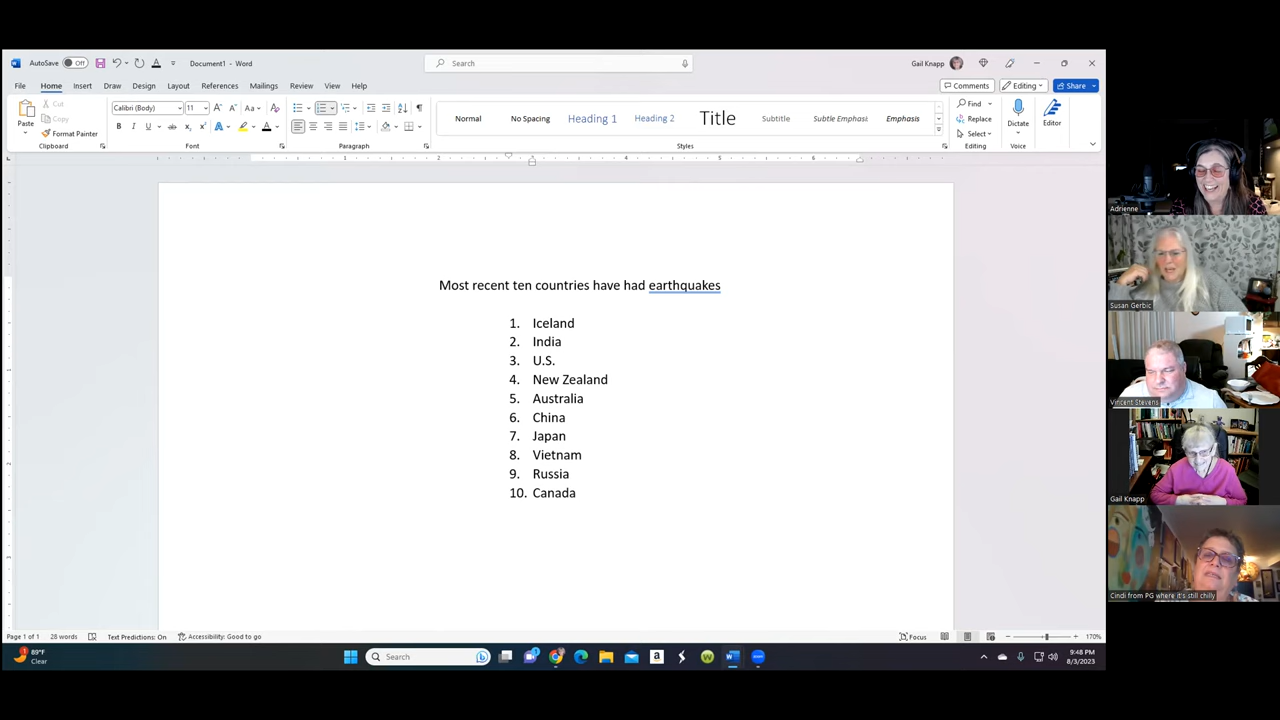 AutoSave Off Document1 - Word Search Gail Knapp
File Home Insert Draw Design Layout References Mailings Review View Help Comments Editing Share
Paste Cut Copy Format Painter
Calibri (Body) 11
Normal No Spacing Heading 1 Heading 2 Title Subtitle Subtle Emphasis Emphasis
Find Replace Select Dictate Editor
Clipboard Font Paragraph Styles Editing Voice
Most recent ten countries have had earthquakes
1. Iceland
2. India
3. U.S.
4. New Zealand
5. Australia
6. China
7. Japan
8. Vietnam
9. Russia
10. Canada
Adrienne
Susan Gerbic
Vincent Stevens
Gail Knapp
Cindi from PG where it's still chilly
Page 1 of 1 28 words Text Predictions: On Accessibility: Good to go Focus 170%
89°F
Clear
Search
9:48 PM
8/3/2023